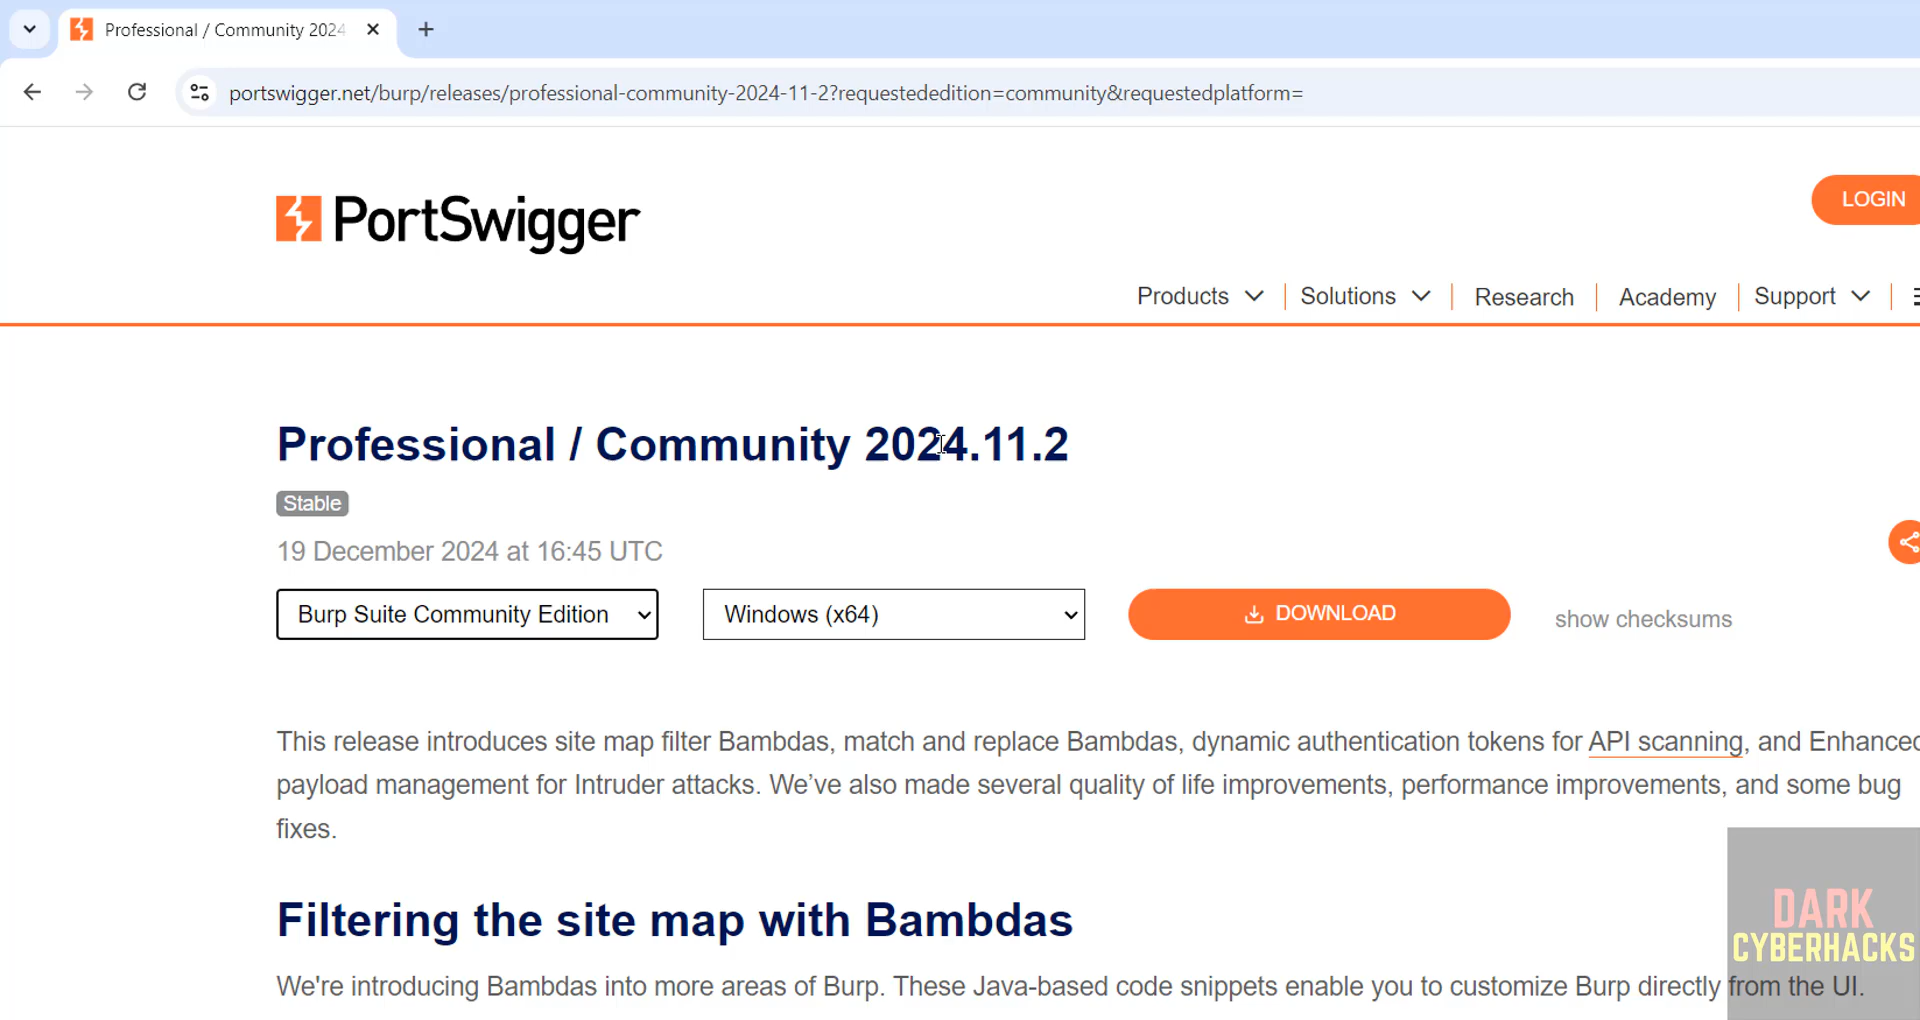 Professional / Community 2024
portswigger.net/burp/releases/professional-community-2024-11-2?requestededition=community&requestedplatform=
PortSwigger
LOGIN
Products
Solutions
Research
Academy
Support
Professional / Community 2024.11.2
Stable
19 December 2024 at 16:45 UTC
Burp Suite Community Edition
Windows (x64)
DOWNLOAD
show checksums
This release introduces site map filter Bambdas, match and replace Bambdas, dynamic authentication tokens for API scanning, and Enhanced
payload management for Intruder attacks. We’ve also made several quality of life improvements, performance improvements, and some bug
fixes.
Filtering the site map with Bambdas
We're introducing Bambdas into more areas of Burp. These Java-based code snippets enable you to customize Burp directly from the UI.
DARK
CYBERHACKS